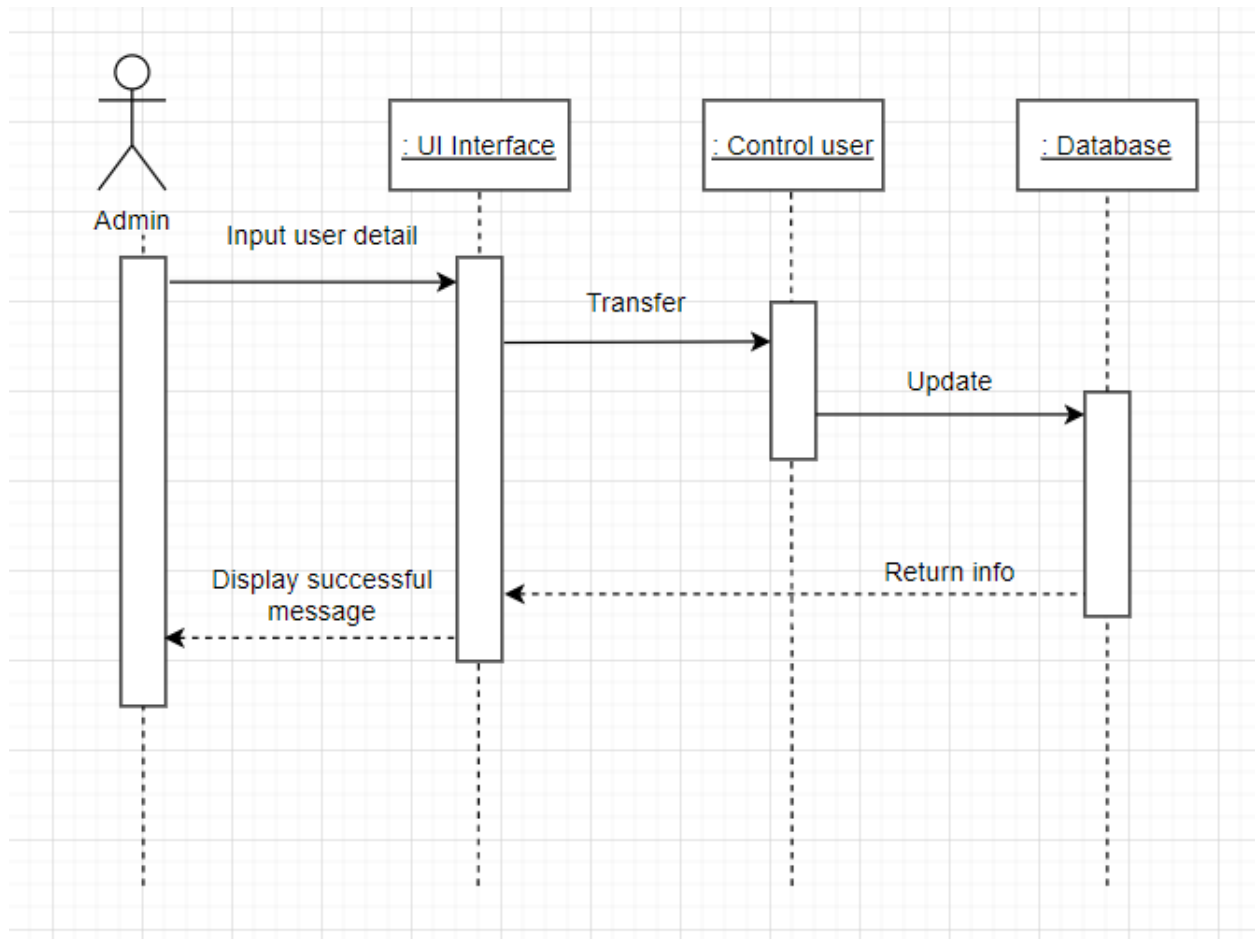 : UI Interface
: Control user
: Database
Admin
Input user detail
Transfer
Update
Return info
Display successful
message